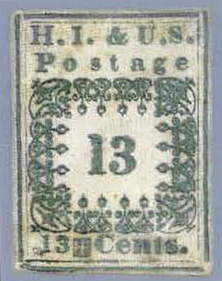 H.I. & U.S.
Postage
13
13 Cents.